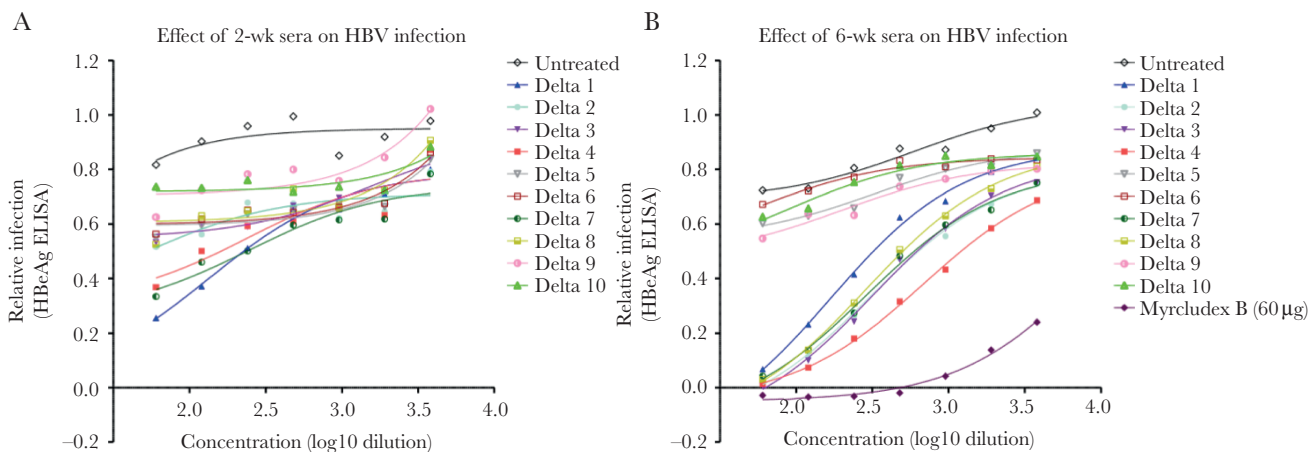 A
Effect of 2-wk sera on HBV infection
Relative infection
(HBeAg ELISA)
1.2
1.0
0.8
0.6
0.4
0.2
0.0
−0.2
2.0
2.5
3.0
3.5
4.0
Concentration (log10 dilution)
Untreated
Delta 1
Delta 2
Delta 3
Delta 4
Delta 5
Delta 6
Delta 7
Delta 8
Delta 9
Delta 10
B
Effect of 6-wk sera on HBV infection
Relative infection
(HBeAg ELISA)
1.2
1.0
0.8
0.6
0.4
0.2
0.0
−0.2
2.0
2.5
3.0
3.5
4.0
Concentration (log10 dilution)
Untreated
Delta 1
Delta 2
Delta 3
Delta 4
Delta 5
Delta 6
Delta 7
Delta 8
Delta 9
Delta 10
Myrcludex B (60 µg)